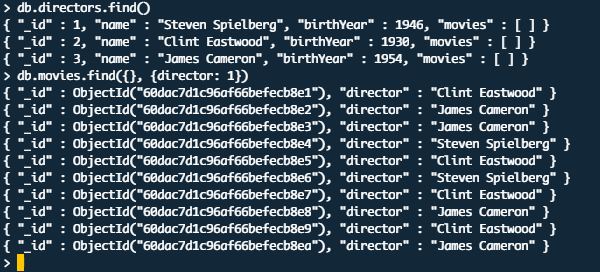 > db.directors.find()
{ "_id" : 1, "name" : "Steven Spielberg", "birthYear" : 1946, "movies" : [ ] }
{ "_id" : 2, "name" : "Clint Eastwood", "birthYear" : 1930, "movies" : [ ] }
{ "_id" : 3, "name" : "James Cameron", "birthYear" : 1954, "movies" : [ ] }
> db.movies.find({}, {director: 1})
{ "_id" : ObjectId("60dac7d1c96af66befecb8e1"), "director" : "Clint Eastwood" }
{ "_id" : ObjectId("60dac7d1c96af66befecb8e2"), "director" : "James Cameron" }
{ "_id" : ObjectId("60dac7d1c96af66befecb8e3"), "director" : "James Cameron" }
{ "_id" : ObjectId("60dac7d1c96af66befecb8e4"), "director" : "Steven Spielberg" }
{ "_id" : ObjectId("60dac7d1c96af66befecb8e5"), "director" : "Clint Eastwood" }
{ "_id" : ObjectId("60dac7d1c96af66befecb8e6"), "director" : "Steven Spielberg" }
{ "_id" : ObjectId("60dac7d1c96af66befecb8e7"), "director" : "Clint Eastwood" }
{ "_id" : ObjectId("60dac7d1c96af66befecb8e8"), "director" : "James Cameron" }
{ "_id" : ObjectId("60dac7d1c96af66befecb8e9"), "director" : "Clint Eastwood" }
{ "_id" : ObjectId("60dac7d1c96af66befecb8ea"), "director" : "James Cameron" }
>